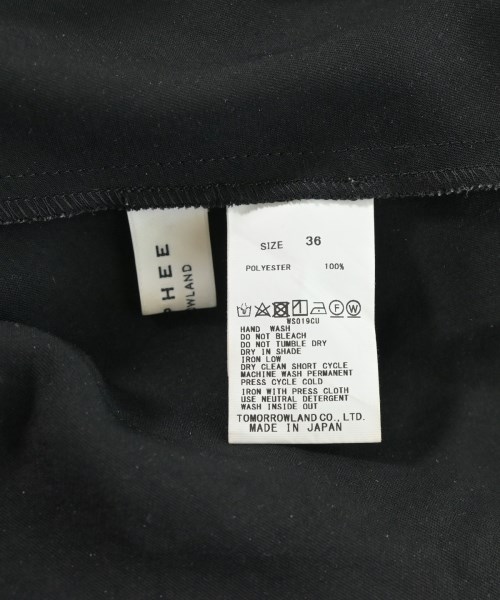 PHEE
ROWLAND
SIZE 36
POLYESTER 100%
WS019CU
HAND WASH
DO NOT BLEACH
DO NOT TUMBLE DRY
DRY IN SHADE
IRON LOW
DRY CLEAN SHORT CYCLE
MACHINE WASH PERMANENT
PRESS CYCLE COLD
IRON WITH PRESS CLOTH
USE NEUTRAL DETERGENT
WASH INSIDE OUT
TOMORROWLAND CO., LTD.
MADE IN JAPAN